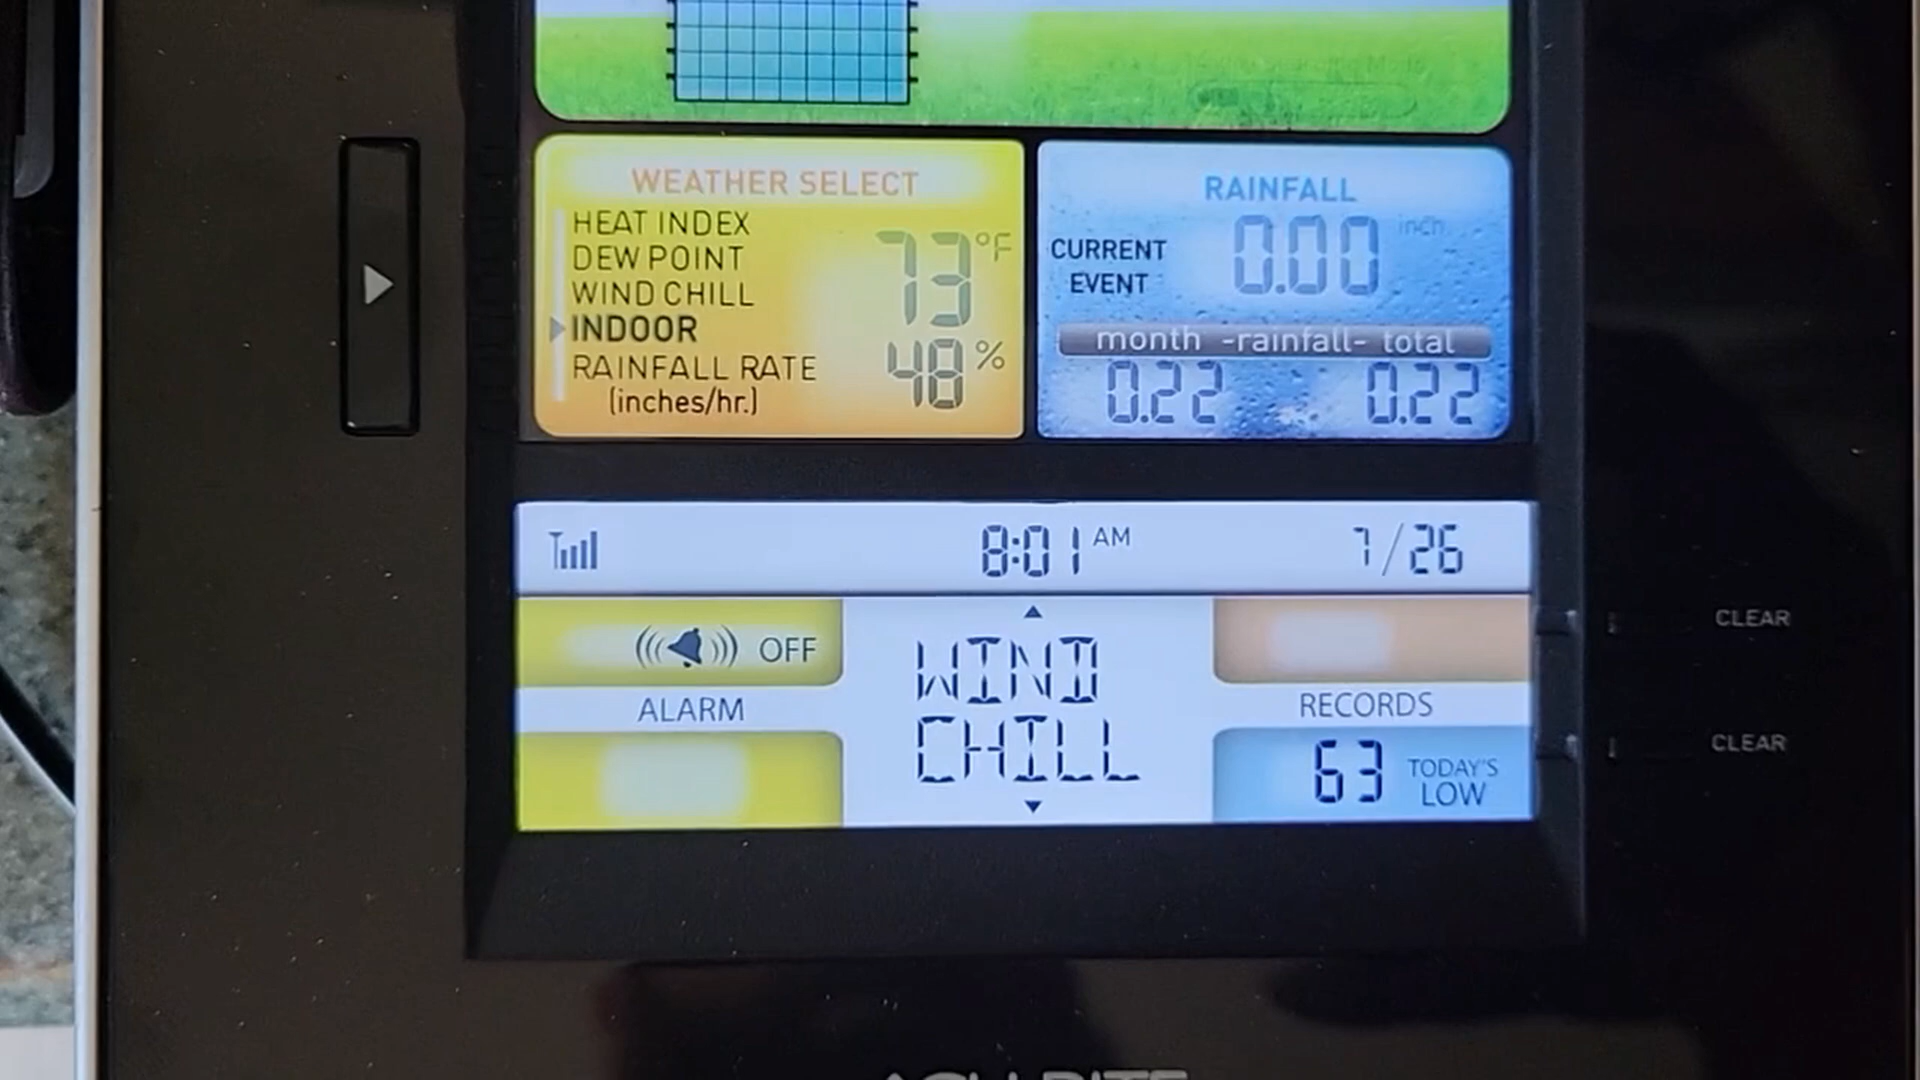 WEATHER SELECT
HEAT INDEX
DEW POINT
WIND CHILL
INDOOR
RAINFALL RATE
(inches/hr.)
73 °F
48 %
RAINFALL
CURRENT
EVENT
0.00 inch
month -rainfall- total
0.22 0.22
8:01 AM 7/26
OFF
ALARM
WIND
CHILL
RECORDS
63 TODAY'S
LOW
CLEAR
CLEAR